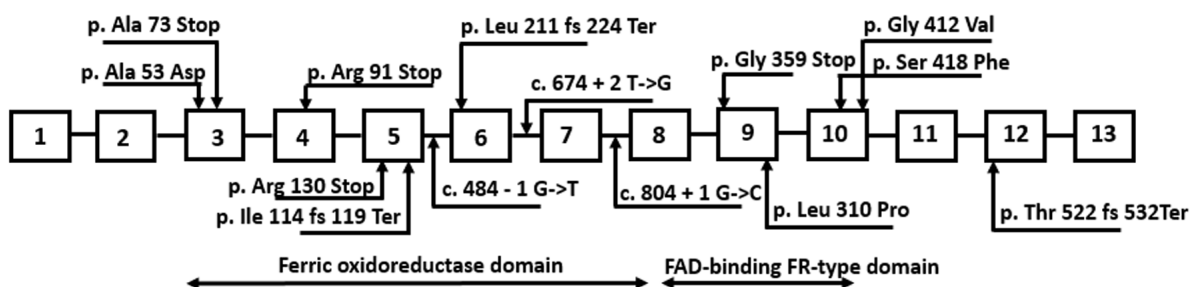 p. Ala 73 Stop
p. Ala 53 Asp
p. Arg 91 Stop
p. Leu 211 fs 224 Ter
c. 674 + 2 T->G
p. Gly 359 Stop
p. Gly 412 Val
p. Ser 418 Phe
1 2 3 4 5 6 7 8 9 10 11 12 13
p. Arg 130 Stop
p. Ile 114 fs 119 Ter
c. 484 - 1 G->T
c. 804 + 1 G->C
p. Leu 310 Pro
p. Thr 522 fs 532Ter
Ferric oxidoreductase domain
FAD-binding FR-type domain